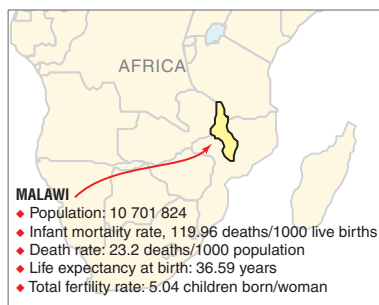 AFRICA
MALAWI
◆ Population: 10 701 824
◆ Infant mortality rate, 119.96 deaths/1000 live births
◆ Death rate: 23.2 deaths/1000 population
◆ Life expectancy at birth: 36.59 years
◆ Total fertility rate: 5.04 children born/woman